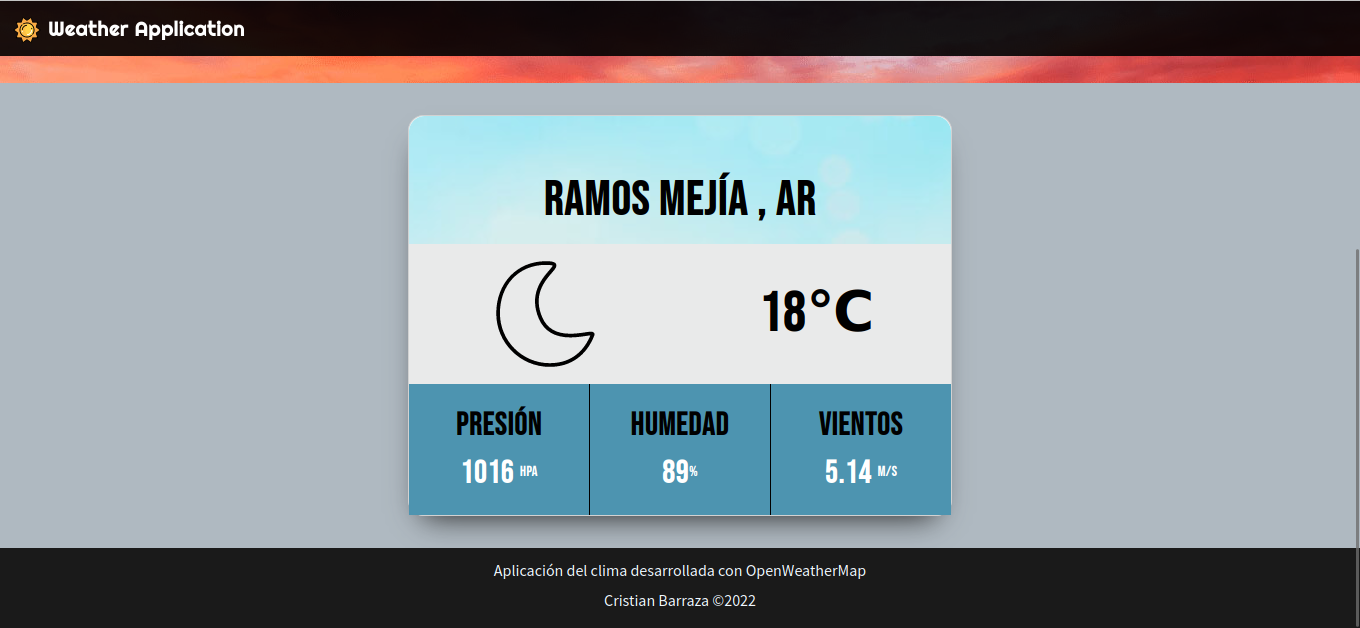 Weather Application
RAMOS MEJÍA , AR
18°C
PRESIÓN HUMEDAD VIENTOS
1016 HPA 89% 5.14 M/S
Aplicación del clima desarrollada con OpenWeatherMap
Cristian Barraza ©2022